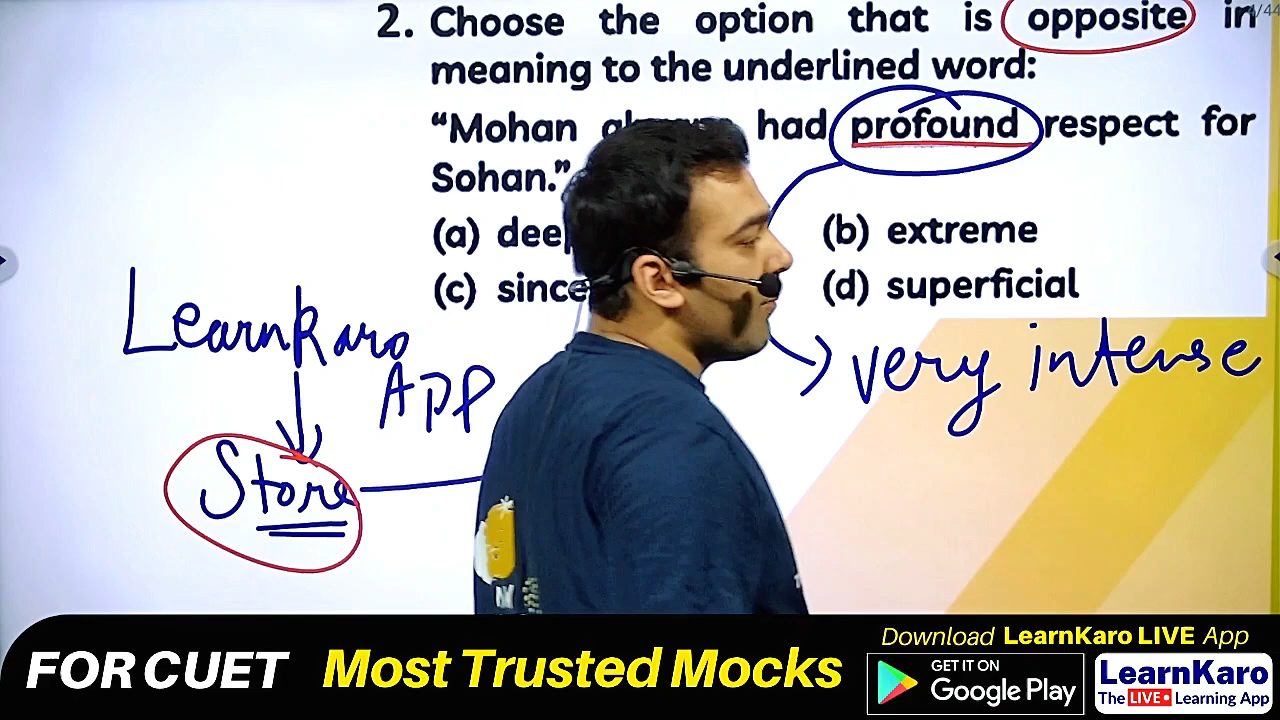 2. Choose the option that is opposite in
meaning to the underlined word:
"Mohan had profound respect for
Sohan."
(a) (b) extreme
(c) (d) superficial
LearnKaro
APP
Store
very intense
FOR CUET Most Trusted Mocks
Download LearnKaro LIVE App
GET IT ON
Google Play
LearnKaro
The LIVE Learning App